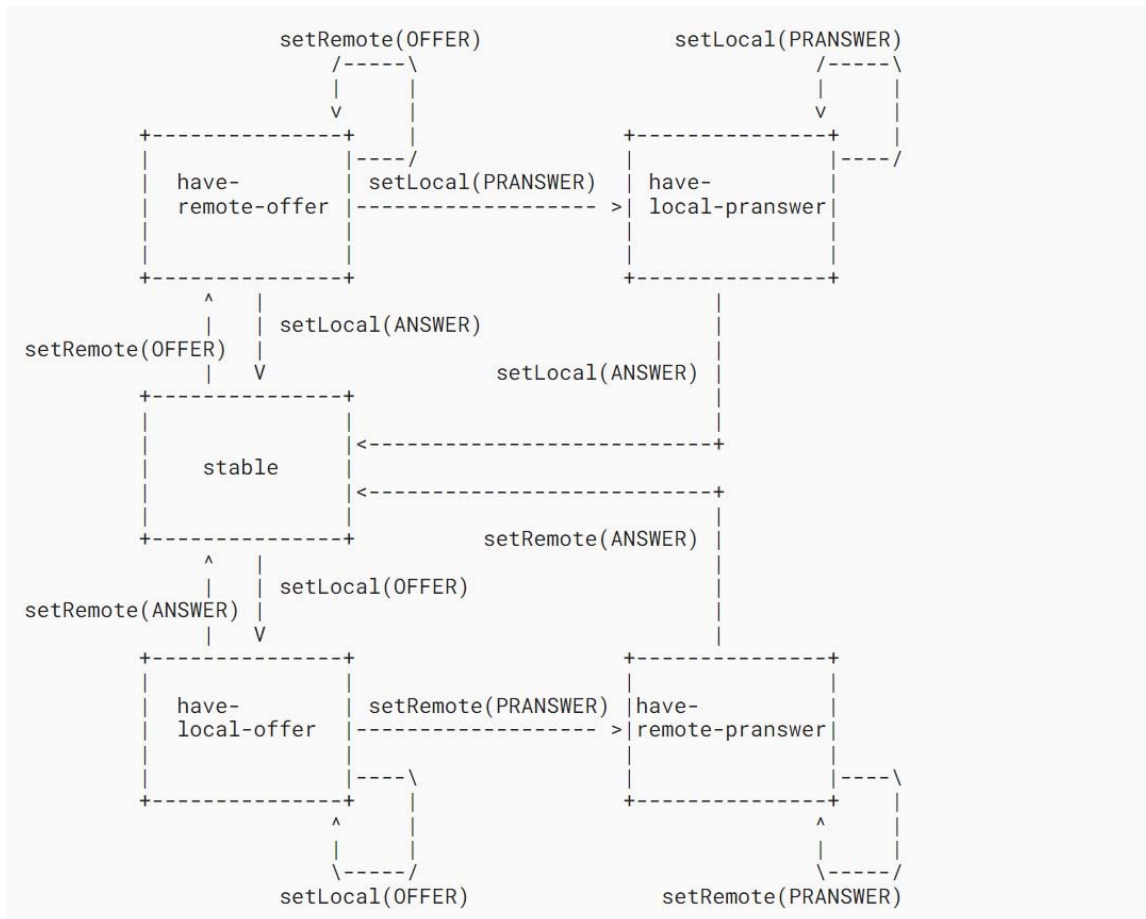 setRemote(OFFER)               setLocal(PRANSWER)
                        /-----\                               /-----\
                        |     |                               |     |
                        v     |                               v     |
         +---------------+    |                +---------------+    |
         |               |----/                |               |----/
         |  have-        | setLocal(PRANSWER)  | have-         |
         |  remote-offer |------------------- >| local-pranswer|
         |               |                     |               |
         |               |                     |               |
         +---------------+                     +---------------+
              ^   |                                   |
              |   | setLocal(ANSWER)                  |
setRemote(OFFER)  |                                   |
              |   V                  setLocal(ANSWER) |
         +---------------+                            |
         |               |                            |
         |               |<---------------------------+
         |    stable     |
         |               |<---------------------------+
         |               |                            |
         +---------------+          setRemote(ANSWER) |
              ^   |                                   |
              |   | setLocal(OFFER)                   |
setRemote(ANSWER) |                                   |
              |   V                                   |
         +---------------+                     +---------------+
         |               |                     |               |
         |  have-        | setRemote(PRANSWER) |have-          |
         |  local-offer  |------------------- >|remote-pranswer|
         |               |                     |               |
         |               |----\                |               |----\
         +---------------+    |                +---------------+    |
                        ^     |                               ^     |
                        |     |                               |     |
                        \-----/                               \-----/
                    setLocal(OFFER)               setRemote(PRANSWER)